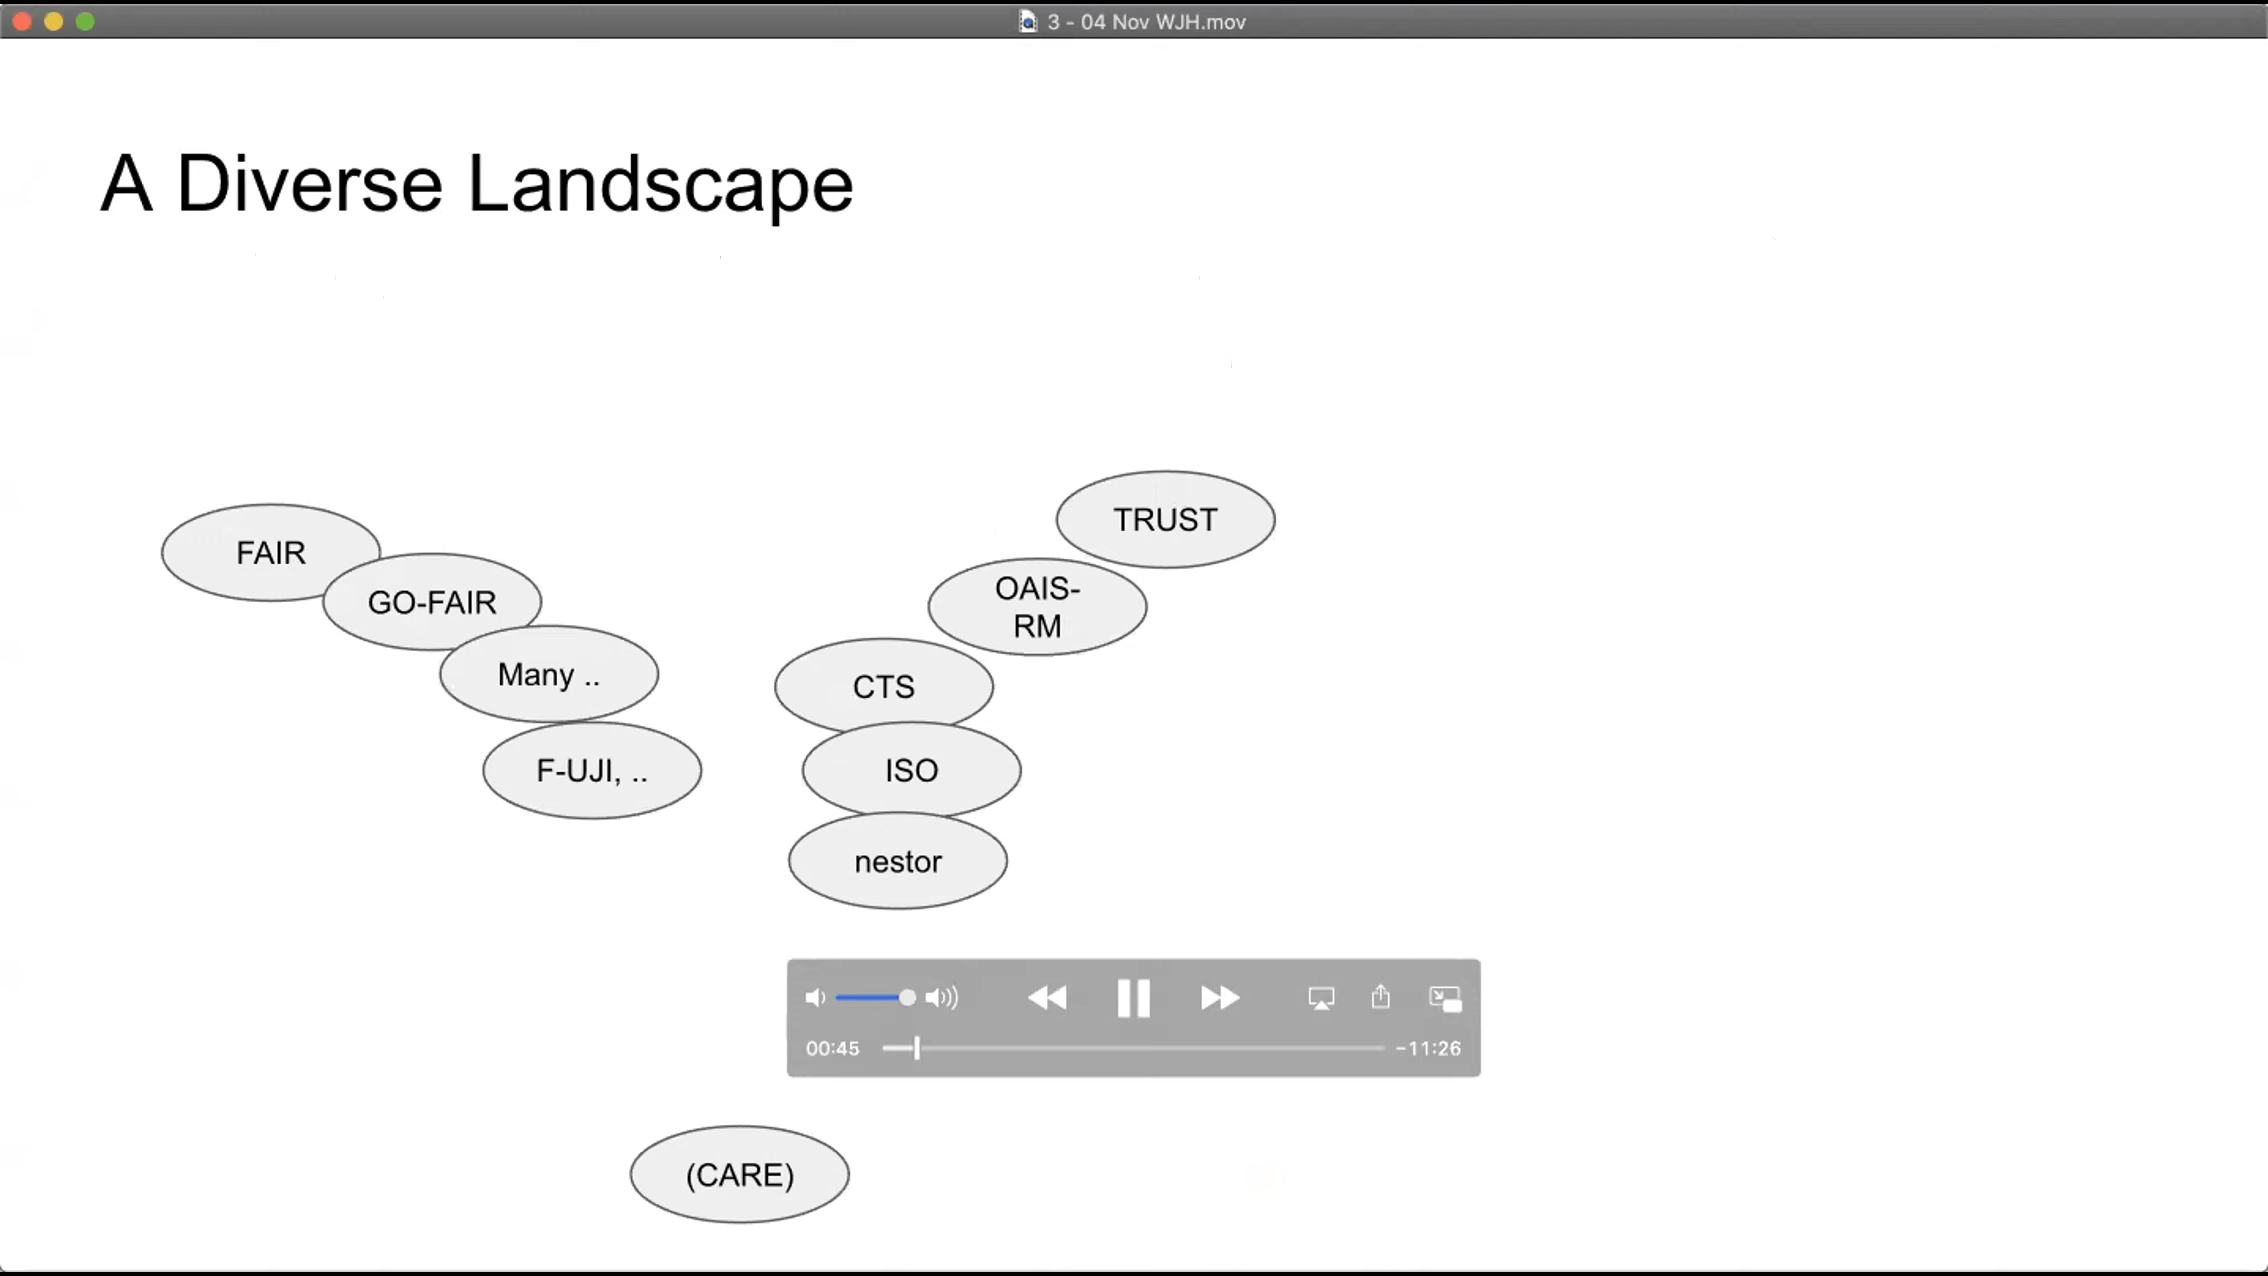 3 - 04 Nov WJH.mov
A Diverse Landscape
FAIR
GO-FAIR
Many ..
F-UJI, ..
TRUST
OAIS-
RM
CTS
ISO
nestor
00:45
-11:26
(CARE)